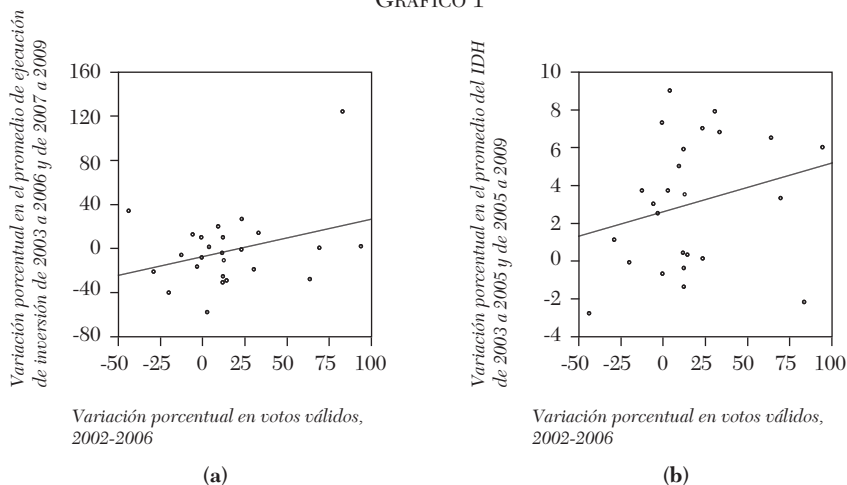 GRÁFICO 1
Variación porcentual en el promedio de ejecución
de inversión de 2003 a 2006 y de 2007 a 2009
160
120
80
40
0
-40
-80
-50 -25 0 25 50 75 100
Variación porcentual en votos válidos,
2002-2006
(a)
Variación porcentual en el promedio del IDH
de 2003 a 2005 y de 2005 a 2009
10
8
6
4
2
0
-2
-4
-50 -25 0 25 50 75 100
Variación porcentual en votos válidos,
2002-2006
(b)